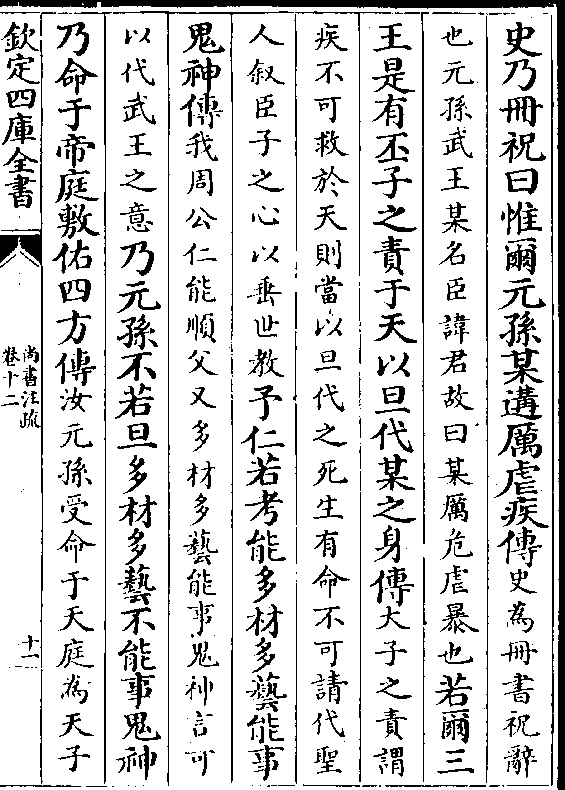 史乃冊祝曰惟爾元孫某遘厲虐疾傳史為冊書祝辭
也元孫武王某名臣諱君故曰某厲危虐暴也若爾三
王是有丕子之責于天以旦代某之身傳大子之責謂
疾不可救於天則當以旦代之死生有命不可請代聖
人叙臣子之心以垂世教予仁若考能多材多藝能事
鬼神傳我周公仁能順父又多材多藝能事鬼神言可
以代武王之意乃元孫不若旦多材多藝不能事鬼神
乃命于帝庭敷佑四方傳汝元孫受命于天庭為天子
欽定四庫全書
尚書注疏
卷十二
十一